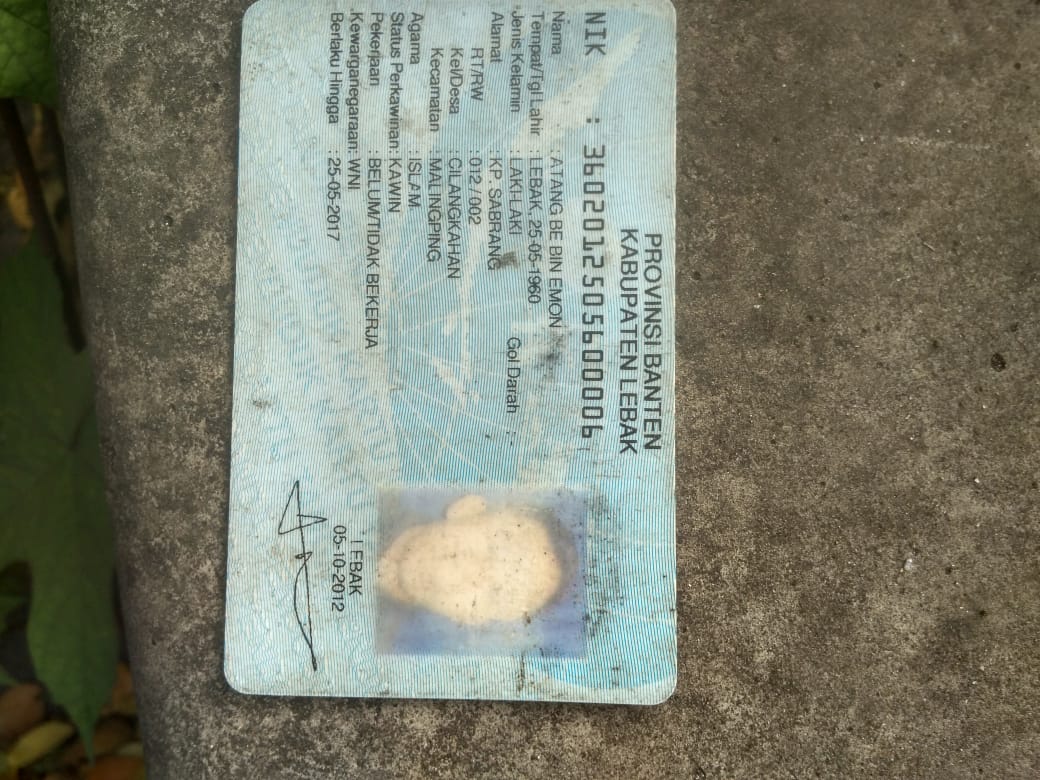 PROVINSI BANTEN
KABUPATEN LEBAK
NIK : 3602012505600006
Nama : ATANG BE BIN EMON
Tempat/Tgl Lahir : LEBAK, 25-05-1960
Jenis Kelamin : LAKI-LAKI Gol Darah :
Alamat : KP. SABRANG
RT/RW : 012 / 002
Kel/Desa : CILANGKAHAN
Kecamatan : MALINGPING
Agama : ISLAM
Status Perkawinan : KAWIN
Pekerjaan : BELUM/TIDAK BEKERJA
Kewarganegaraan: WNI
Berlaku Hingga : 25-05-2017
LEBAK
05-10-2012